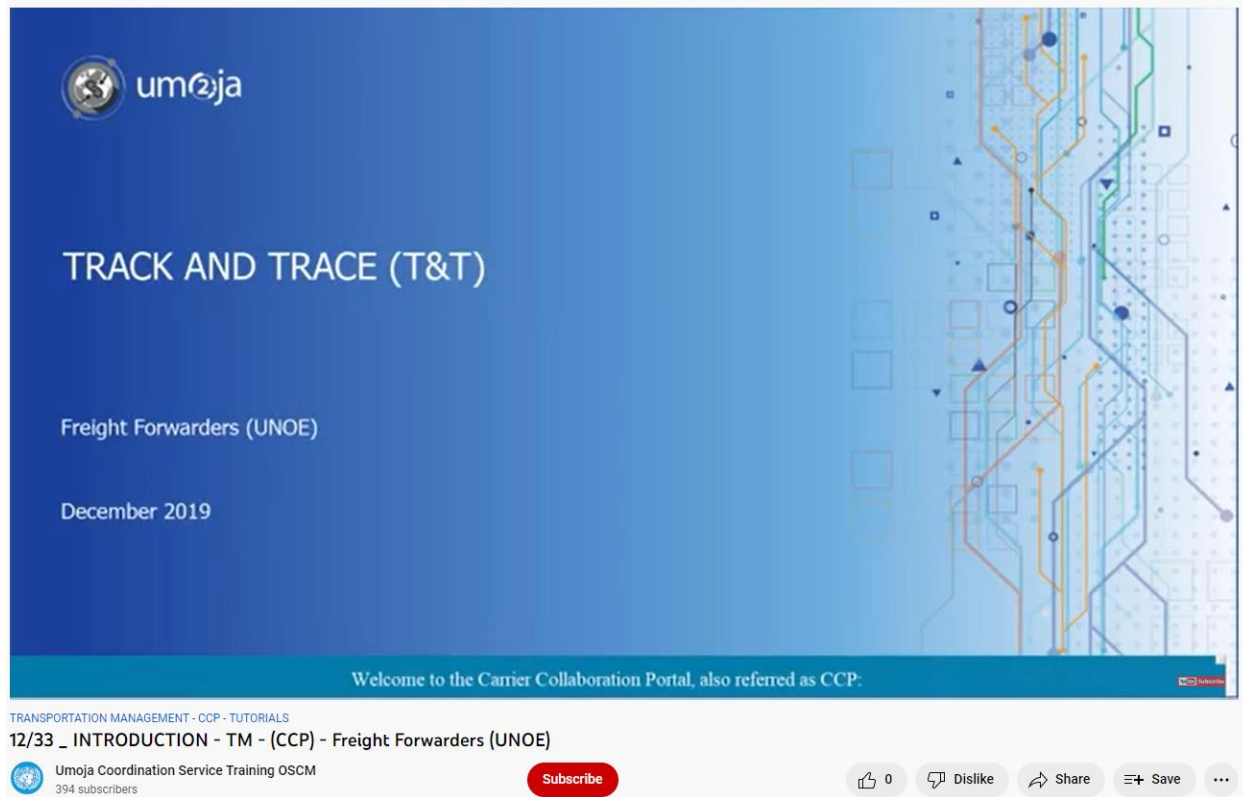 um②ja
TRACK AND TRACE (T&T)
Freight Forwarders (UNOE)
December 2019
Welcome to the Carrier Collaboration Portal, also referred as CCP:
Subscribe
TRANSPORTATION MANAGEMENT - CCP - TUTORIALS
12/33 _ INTRODUCTION - TM - (CCP) - Freight Forwarders (UNOE)
Umoja Coordination Service Training OSCM
394 subscribers
Subscribe
0
Dislike
Share
Save